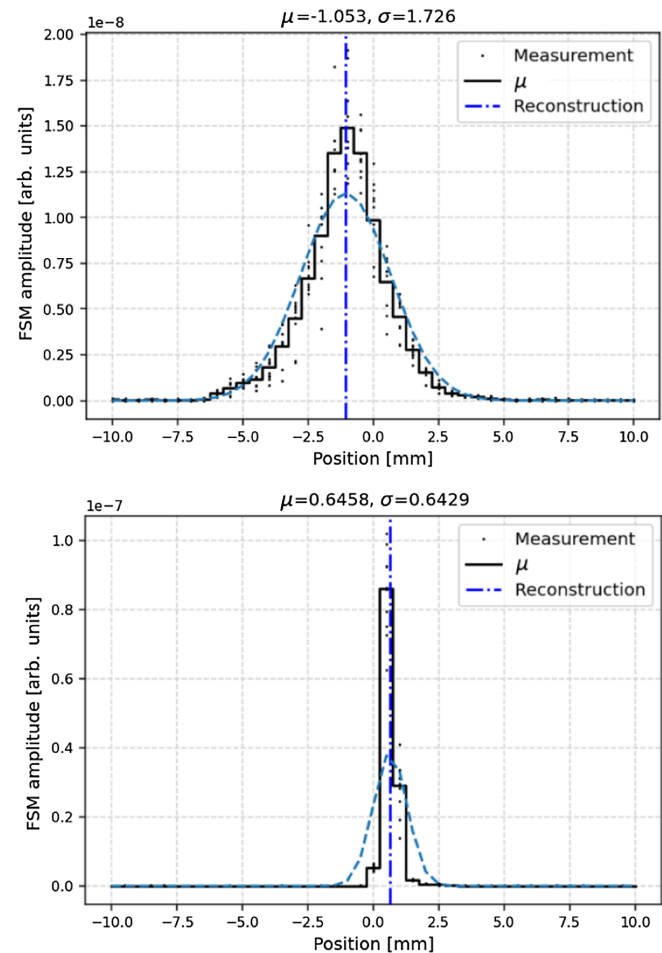 μ=-1.053, σ=1.726
1e−8
2.00
1.75
1.50
1.25
1.00
0.75
0.50
0.25
0.00
FSM amplitude [arb. units]
Measurement
μ
Reconstruction
−10.0 −7.5 −5.0 −2.5 0.0 2.5 5.0 7.5 10.0
Position [mm]
μ=0.6458, σ=0.6429
1e−7
1.0
0.8
0.6
0.4
0.2
0.0
FSM amplitude [arb. units]
Measurement
μ
Reconstruction
−10.0 −7.5 −5.0 −2.5 0.0 2.5 5.0 7.5 10.0
Position [mm]